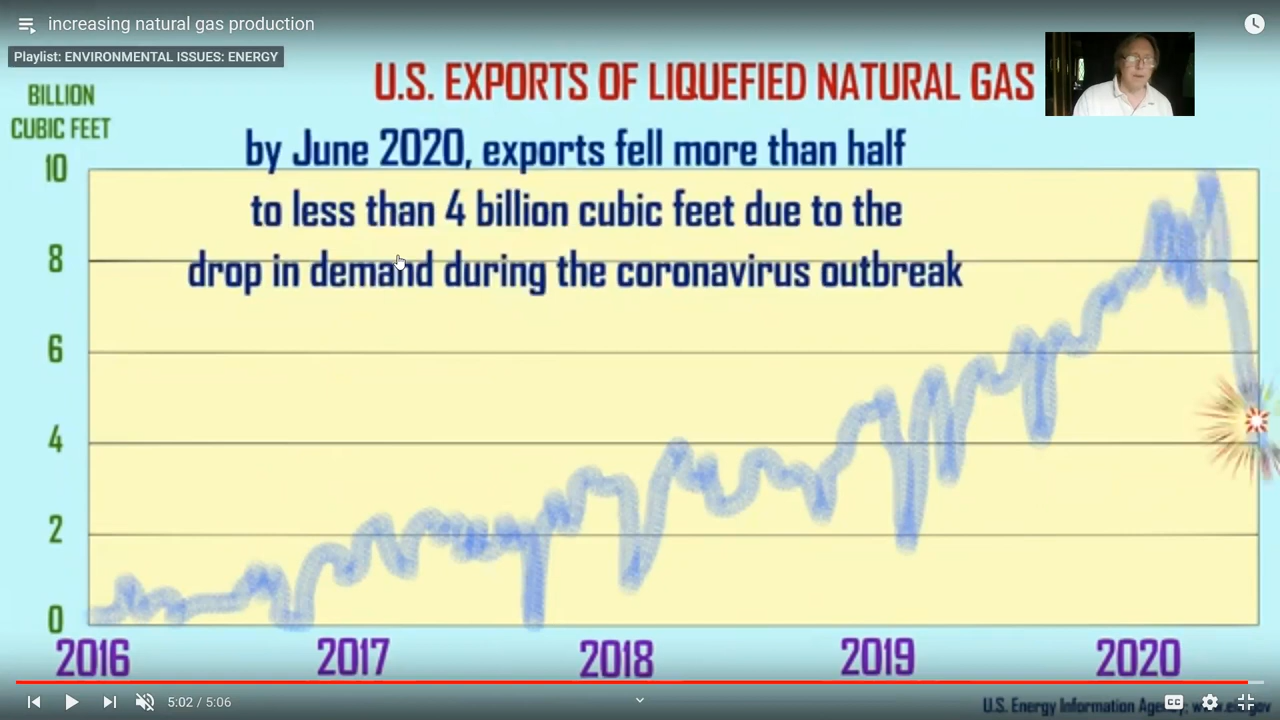 increasing natural gas production
Playlist: ENVIRONMENTAL ISSUES: ENERGY
U.S. EXPORTS OF LIQUEFIED NATURAL GAS
BILLION
CUBIC FEET
by June 2020, exports fell more than half
to less than 4 billion cubic feet due to the
drop in demand during the coronavirus outbreak
10
8
6
4
2
0
2016 2017 2018 2019 2020
5:02 / 5:06
CC
U.S. Energy Information Agency: